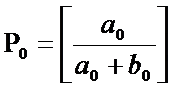 P₀ = [a₀ / (a₀ + b₀)]